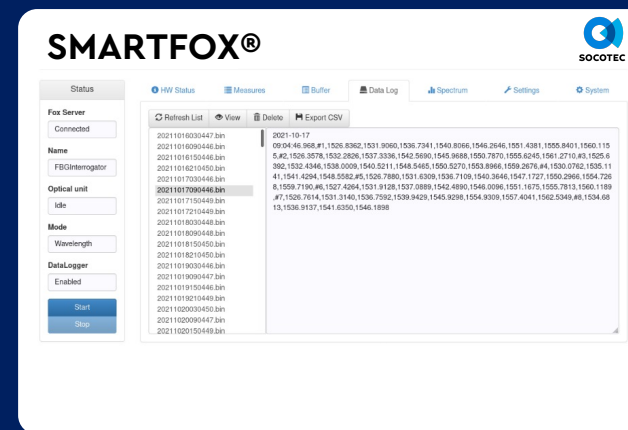 SMARTFOX®
SOCOTEC
Status
HW Status
Measures
Buffer
Data Log
Spectrum
Settings
System
Fox Server
Connected
Name
FBGInterrogator
Optical unit
Idle
Mode
Wavelength
DataLogger
Enabled
Start
Stop
Refresh List
View
Delete
Export CSV
20211016030447.bin
20211016090446.bin
20211016150446.bin
20211016210450.bin
20211017030446.bin
20211017090446.bin
20211017150449.bin
20211017210449.bin
20211018030448.bin
20211018090448.bin
20211018150450.bin
20211018210450.bin
20211019030446.bin
20211019090447.bin
20211019150446.bin
20211019210449.bin
20211020030450.bin
20211020090447.bin
20211020150449.bin
2021-10-17
09:04:46.968,#1,1526.8362,1531.9060,1536.7341,1540.8066,1546.2646,1551.4381,1555.8401,1560.115
5,#2,1526.3578,1532.2826,1537.3336,1542.5690,1545.9688,1550.7870,1555.6245,1561.2710,#3,1525.6
392,1532.4346,1538.0009,1540.5211,1548.5465,1550.5270,1553.8966,1559.2676,#4,1530.0762,1535.11
41,1541.4294,1548.5582,#5,1526.7880,1531.6309,1536.7109,1540.3646,1547.1727,1550.2966,1554.726
8,1559.7190,#6,1527.4264,1531.9128,1537.0889,1542.4890,1546.0096,1551.1675,1555.7813,1560.1189
,#7,1526.7614,1531.3140,1536.7592,1539.9429,1545.9298,1554.9309,1557.4041,1562.5349,#8,1534.68
13,1536.9137,1541.6350,1546.1898